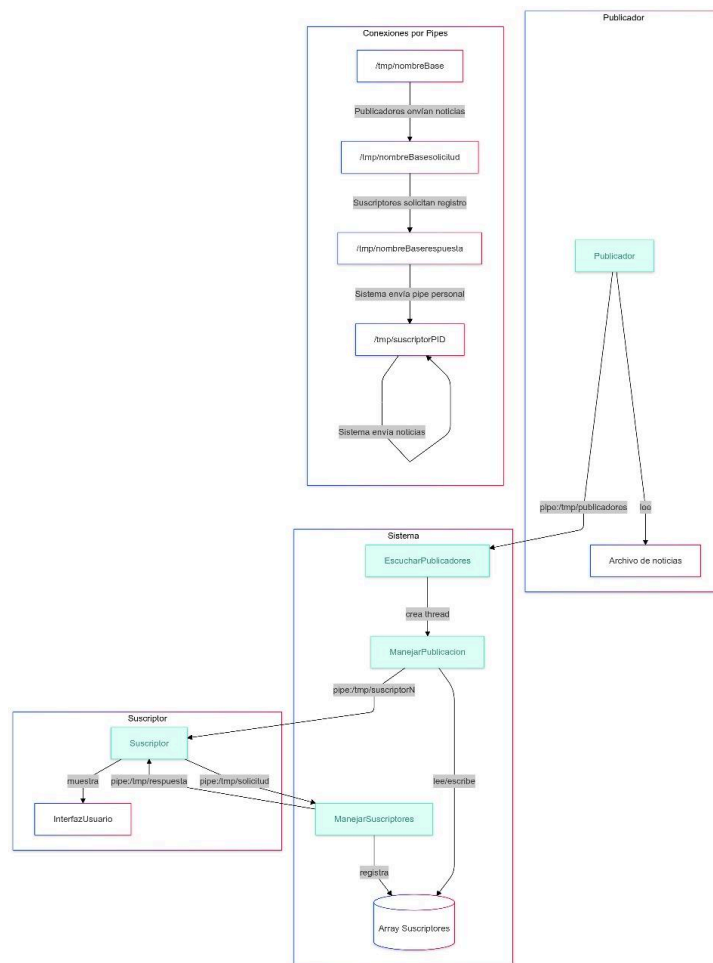 Publicador
Conexiones por Pipes
/tmp/nombreBase
Publicadores envían noticias
/tmp/nombreBasesolicitud
Suscriptores solicitan registro
/tmp/nombreBaserespuesta
Publicador
Sistema envía pipe personal
/tmp/suscriptorPID
Sistema envía noticias
pipe:/tmp/publicadores
lee
Sistema
EscucharPublicadores
Archivo de noticias
crea thread
ManejarPublicacion
pipe:/tmp/suscriptorN
Suscriptor
Suscriptor
muestra
pipe:/tmp/respuesta
pipe:/tmp/solicitud
lee/escribe
InterfazUsuario
ManejarSuscriptores
registra
Array Suscriptores